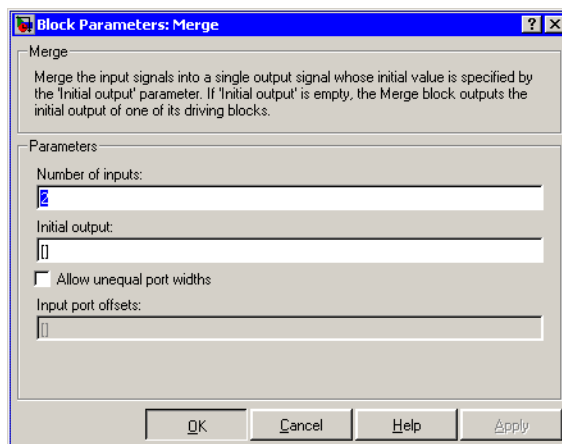 Block Parameters: Merge
Merge
Merge the input signals into a single output signal whose initial value is specified by
the 'Initial output' parameter. If 'Initial output' is empty, the Merge block outputs the
initial output of one of its driving blocks.
Parameters
Number of inputs:
2
Initial output:
[]
Allow unequal port widths
Input port offsets:
[]
OK Cancel Help Apply